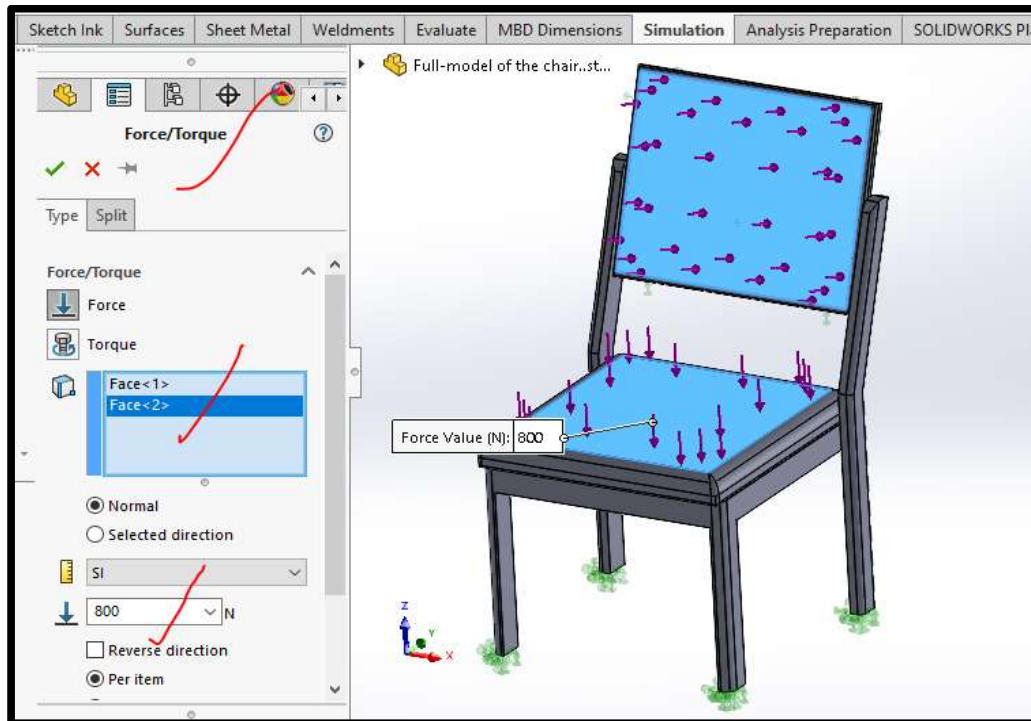 Sketch Ink Surfaces Sheet Metal Weldments Evaluate MBD Dimensions Simulation Analysis Preparation SOLIDWORKS
Full-model of the chair..st...
Force/Torque
Type Split
Force/Torque
Force
Torque
Face<1>
Face<2>
Force Value (N): 800
Normal
Selected direction
SI
800 N
Reverse direction
Per item
Z
Y
X